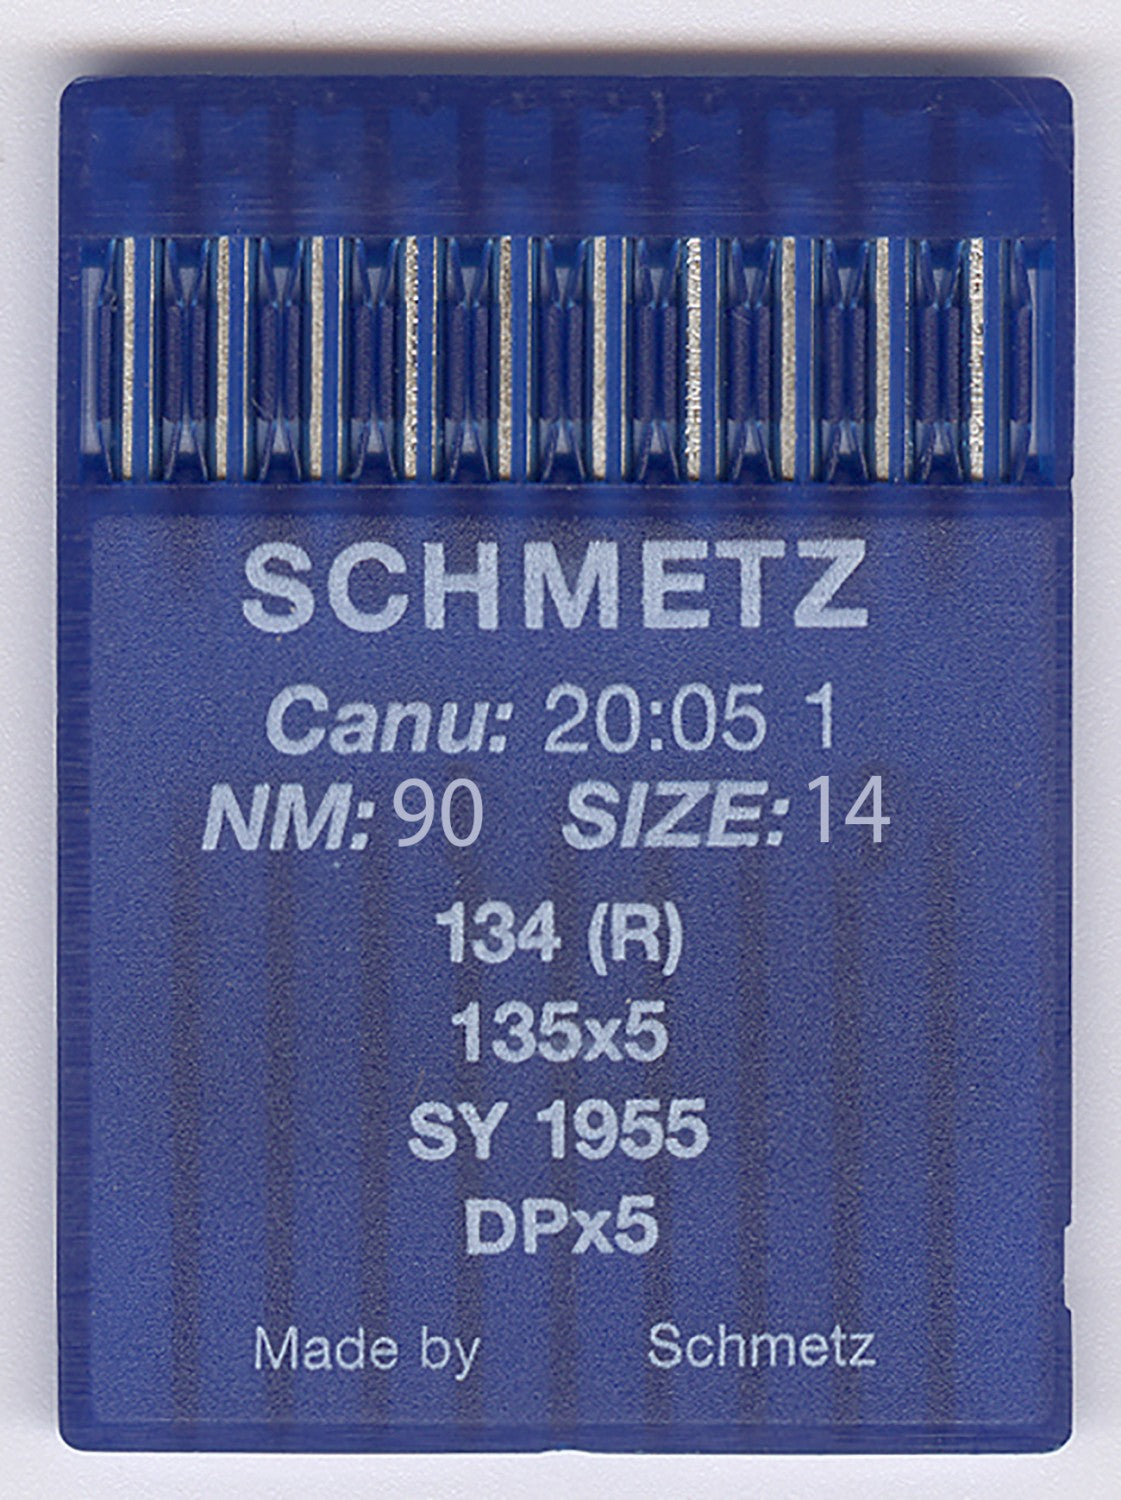 SCHMETZ
Canu: 20:05 1
NM: 90 SIZE: 14
134 (R)
135x5
SY 1955
DPx5
Made by Schmetz